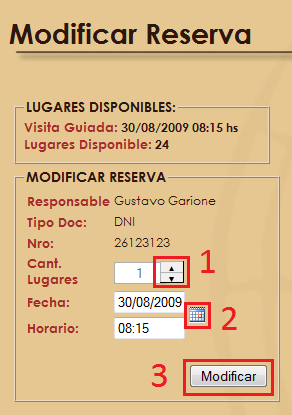 Modificar Reserva
LUGARES DISPONIBLES:
Visita Guiada: 30/08/2009 08:15 hs
Lugares Disponible: 24
MODIFICAR RESERVA
Responsable Gustavo Garione
Tipo Doc: DNI
Nro: 26123123
Cant. Lugares 1 1
Fecha: 30/08/2009
2
Horario: 08:15
3 Modificar